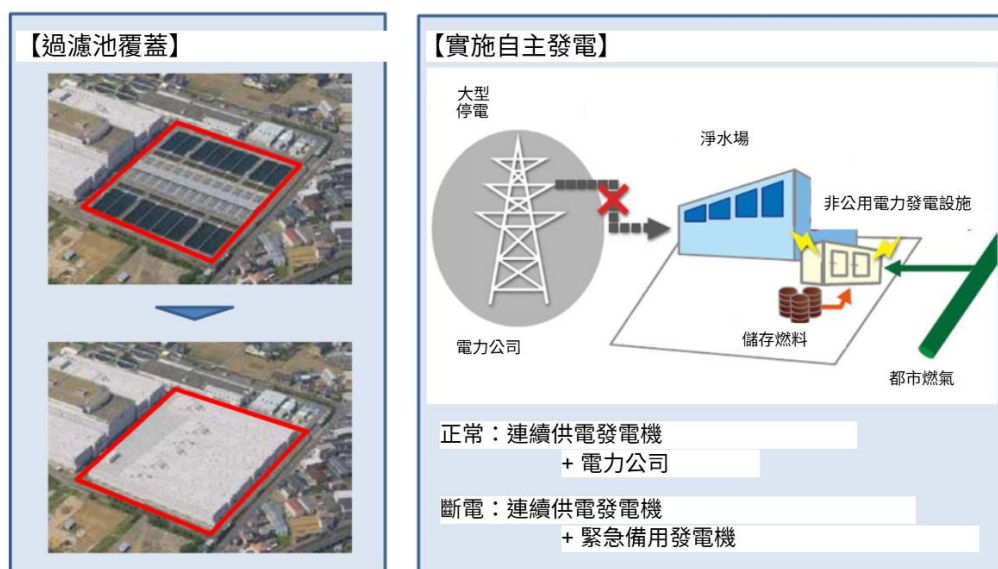 【過濾池覆蓋】
【實施自主發電】
大型
停電
淨水場
非公用電力發電設施
儲存燃料
電力公司
都市燃氣
正常：連續供電發電機
+ 電力公司
斷電：連續供電發電機
+ 緊急備用發電機